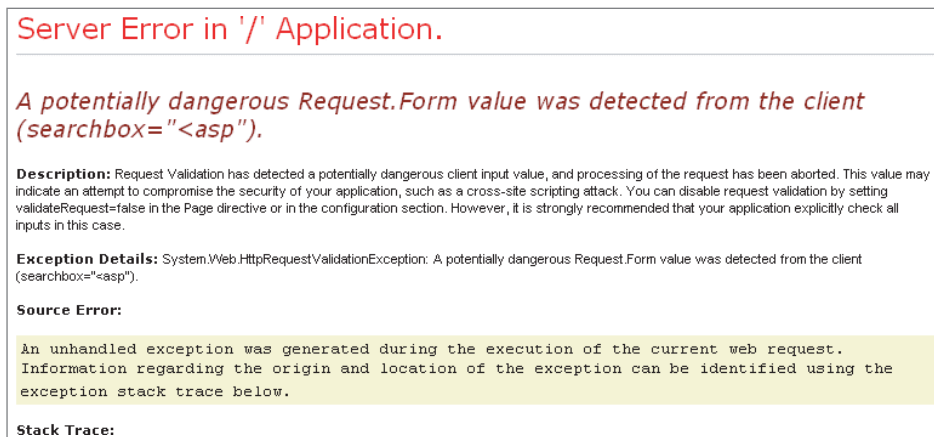 Server Error in '/' Application.
A potentially dangerous Request.Form value was detected from the client
(searchbox="<asp").
Description: Request Validation has detected a potentially dangerous client input value, and processing of the request has been aborted. This value may
indicate an attempt to compromise the security of your application, such as a cross-site scripting attack. You can disable request validation by setting
validateRequest=false in the Page directive or in the configuration section. However, it is strongly recommended that your application explicitly check all
inputs in this case.
Exception Details: System.Web.HttpRequestValidationException: A potentially dangerous Request.Form value was detected from the client
(searchbox="<asp").
Source Error:
An unhandled exception was generated during the execution of the current web request.
Information regarding the origin and location of the exception can be identified using the
exception stack trace below.
Stack Trace: